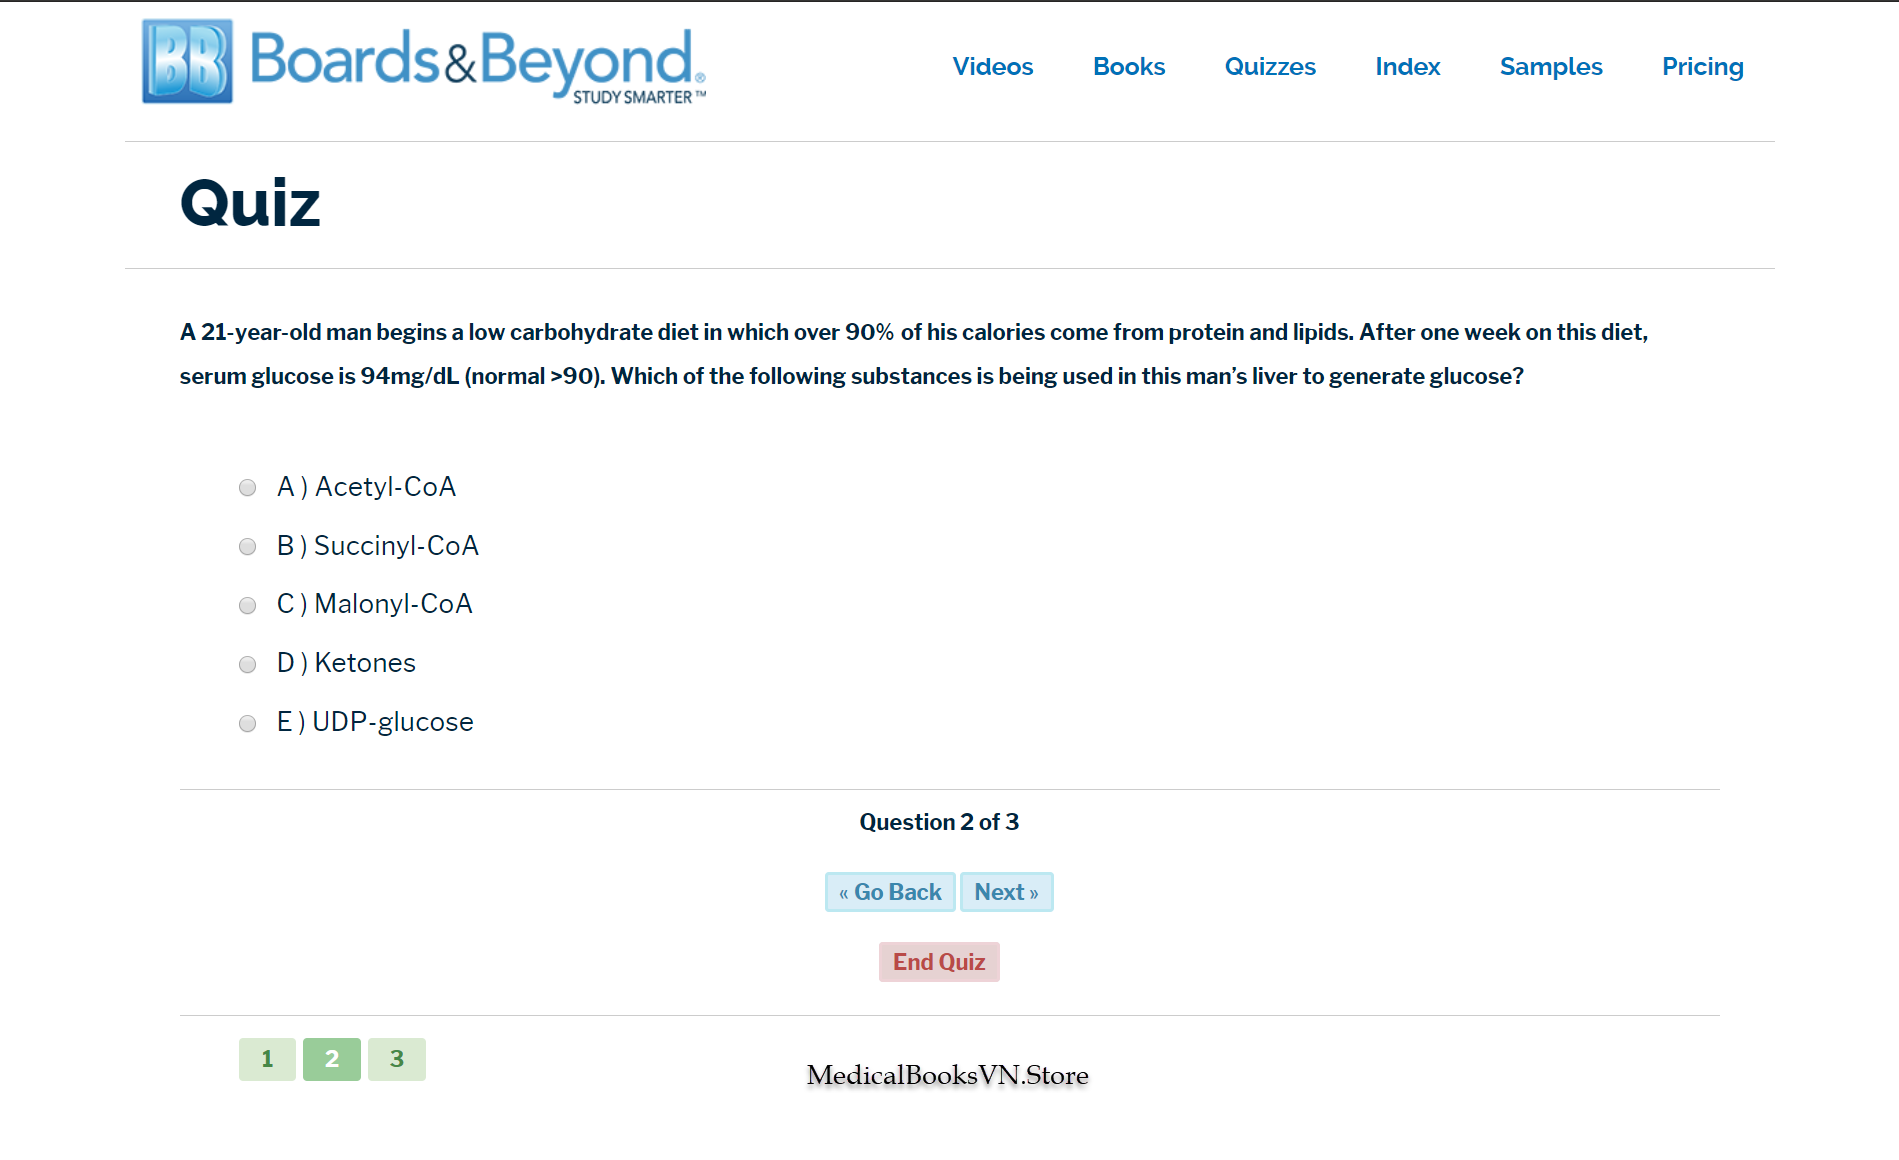 BB Boards&Beyond®
STUDY SMARTER™
Videos Books Quizzes Index Samples Pricing
Quiz
A 21-year-old man begins a low carbohydrate diet in which over 90% of his calories come from protein and lipids. After one week on this diet,
serum glucose is 94mg/dL (normal >90). Which of the following substances is being used in this man’s liver to generate glucose?
A ) Acetyl-CoA
B ) Succinyl-CoA
C ) Malonyl-CoA
D ) Ketones
E ) UDP-glucose
Question 2 of 3
« Go Back Next »
End Quiz
1 2 3
MedicalBooksVN.Store